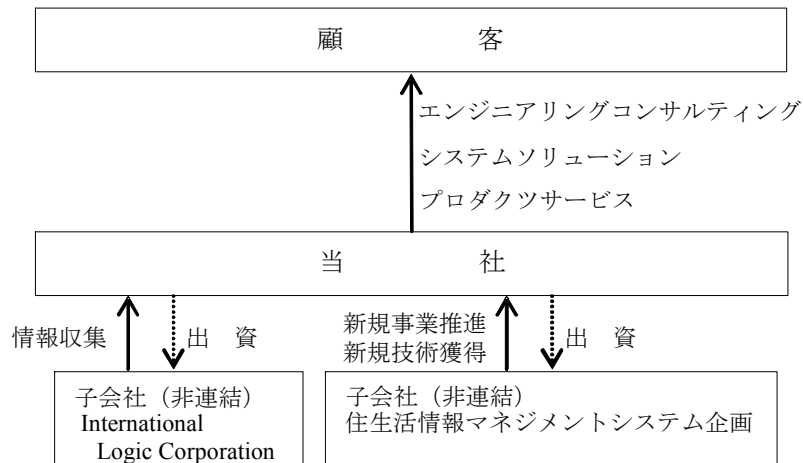 顧客
エンジニアリングコンサルティング
システムソリューション
プロダクツサービス
当社
情報収集
出資
新規事業推進
新規技術獲得
出資
子会社（非連結）
International
Logic Corporation
子会社（非連結）
住生活情報マネジメントシステム企画